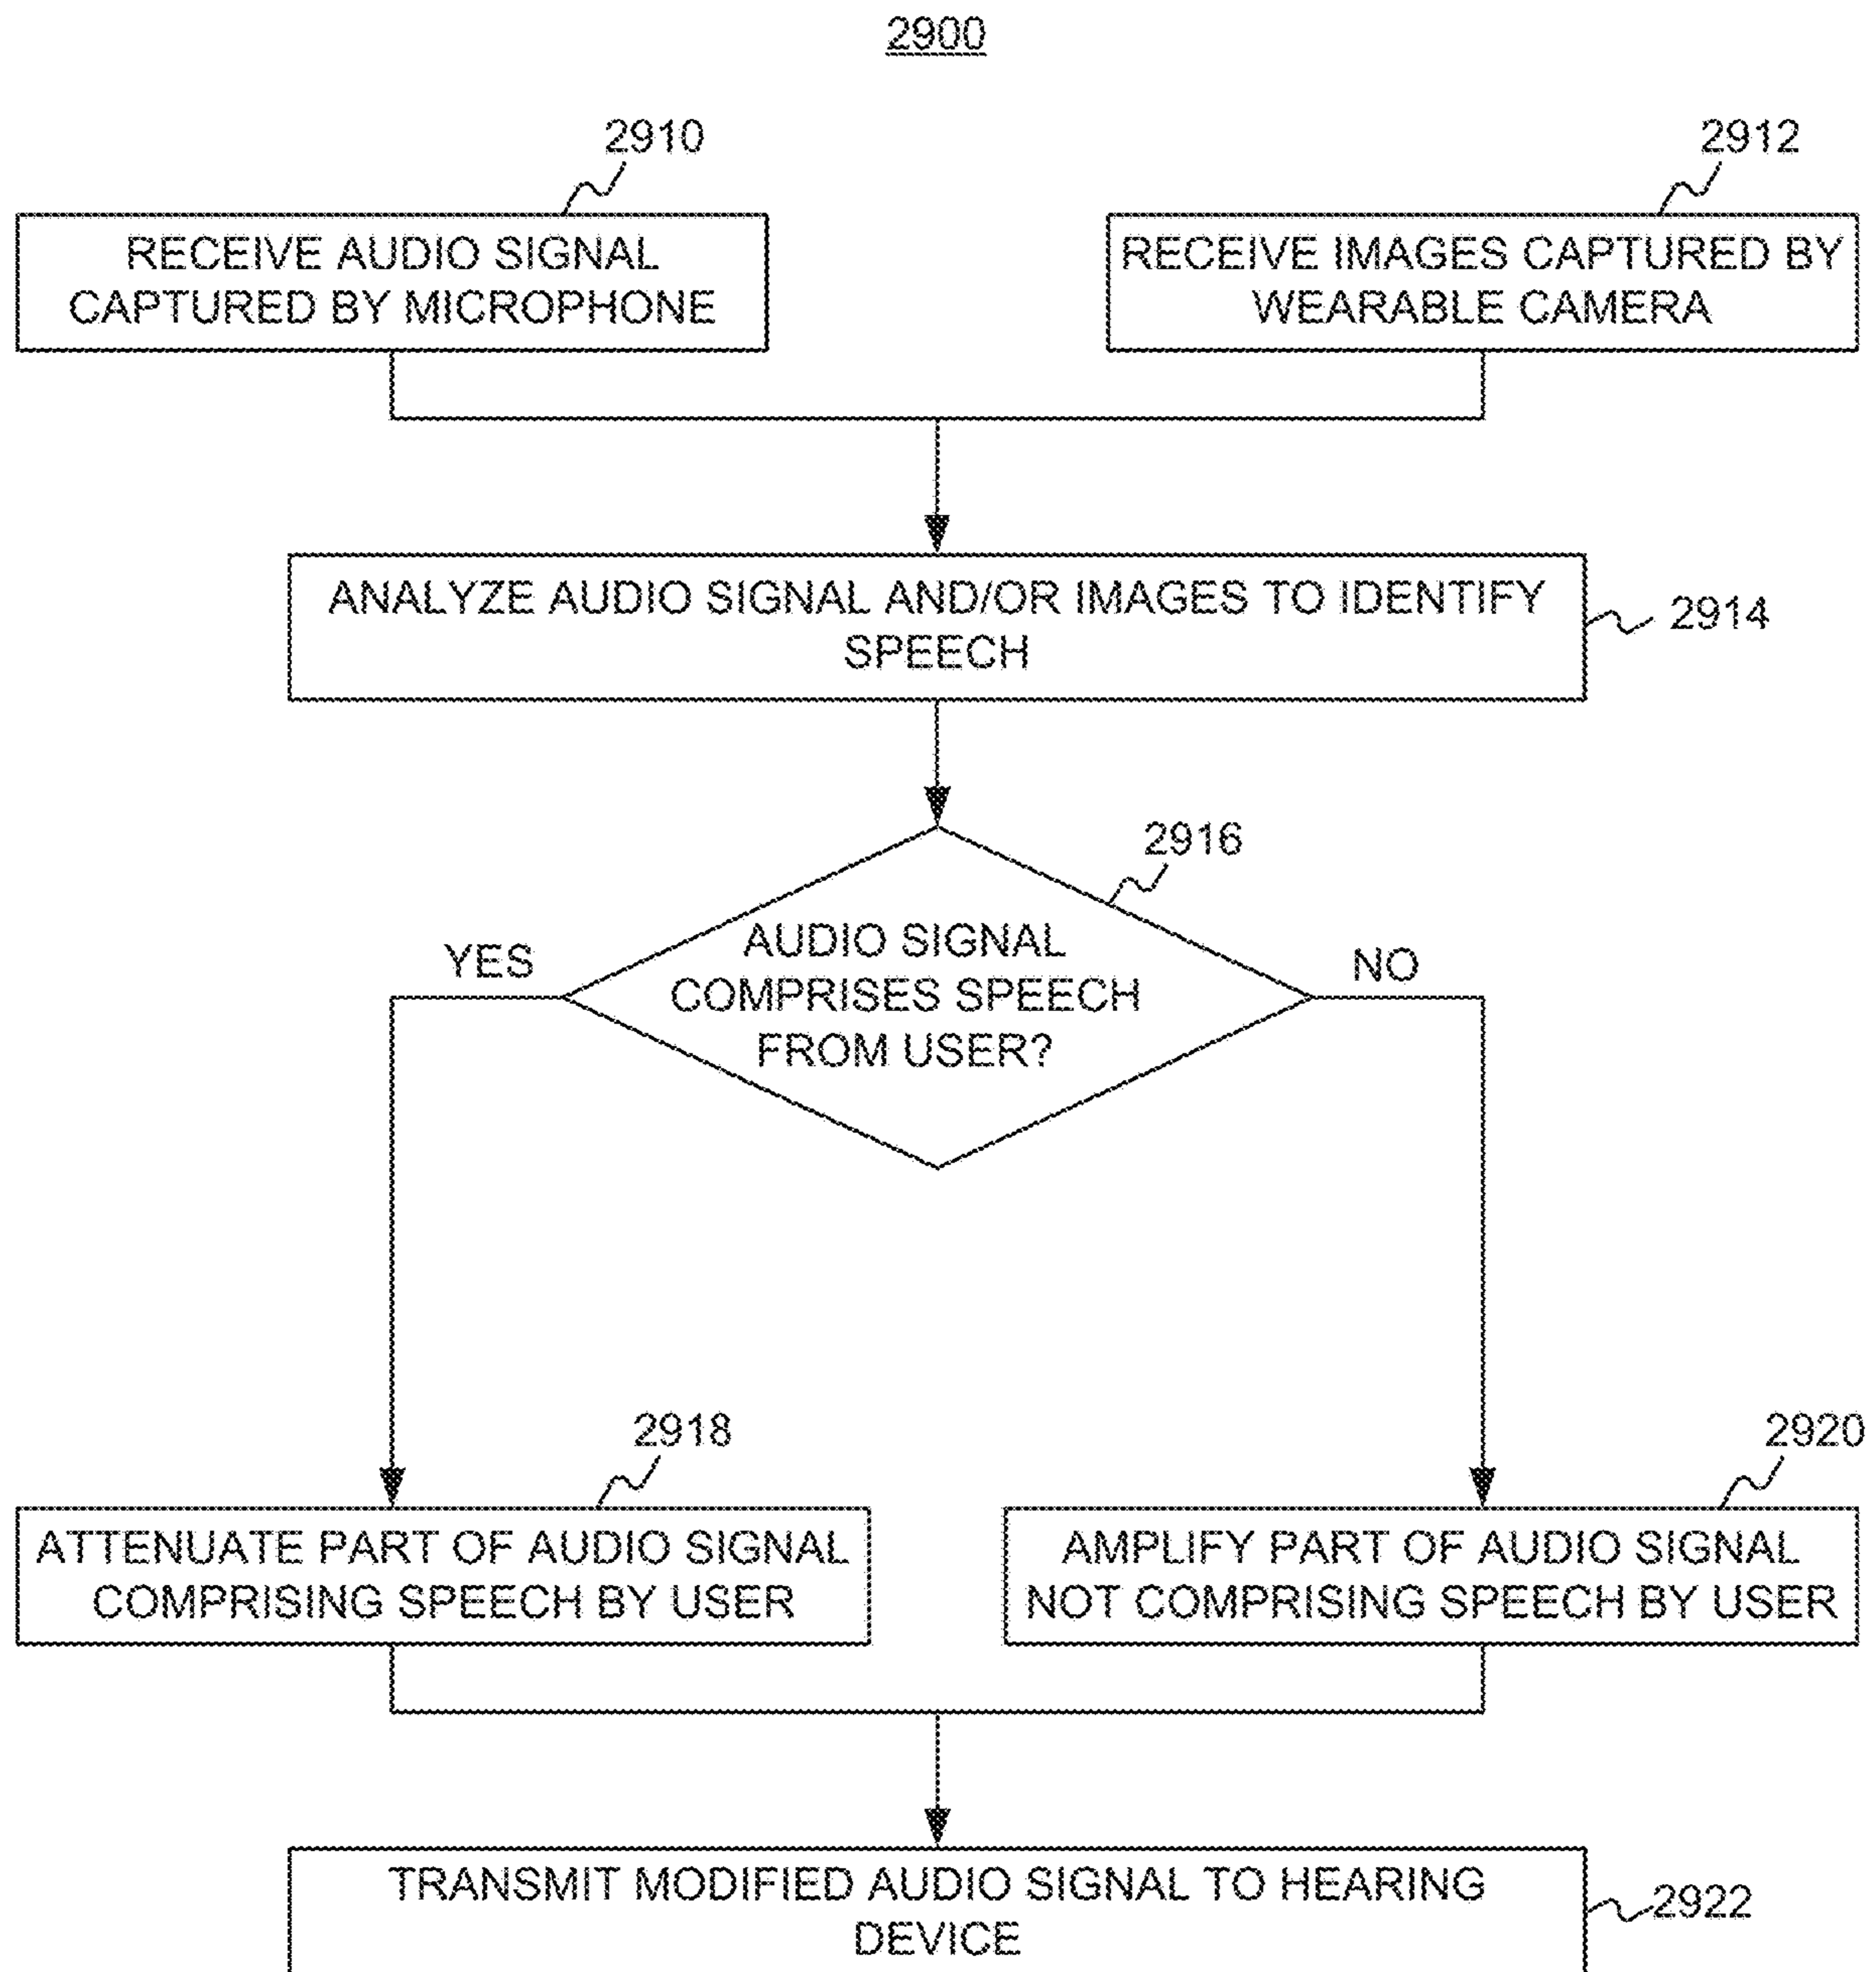 2900
2910
2912
RECEIVE AUDIO SIGNAL
CAPTURED BY MICROPHONE
RECEIVE IMAGES CAPTURED BY
WEARABLE CAMERA
ANALYZE AUDIO SIGNAL AND/OR IMAGES TO IDENTIFY
SPEECH
2914
2916
AUDIO SIGNAL
COMPRISES SPEECH
FROM USER?
YES
NO
2918
2920
ATTENUATE PART OF AUDIO SIGNAL
COMPRISING SPEECH BY USER
AMPLIFY PART OF AUDIO SIGNAL
NOT COMPRISING SPEECH BY USER
TRANSMIT MODIFIED AUDIO SIGNAL TO HEARING
DEVICE
2922